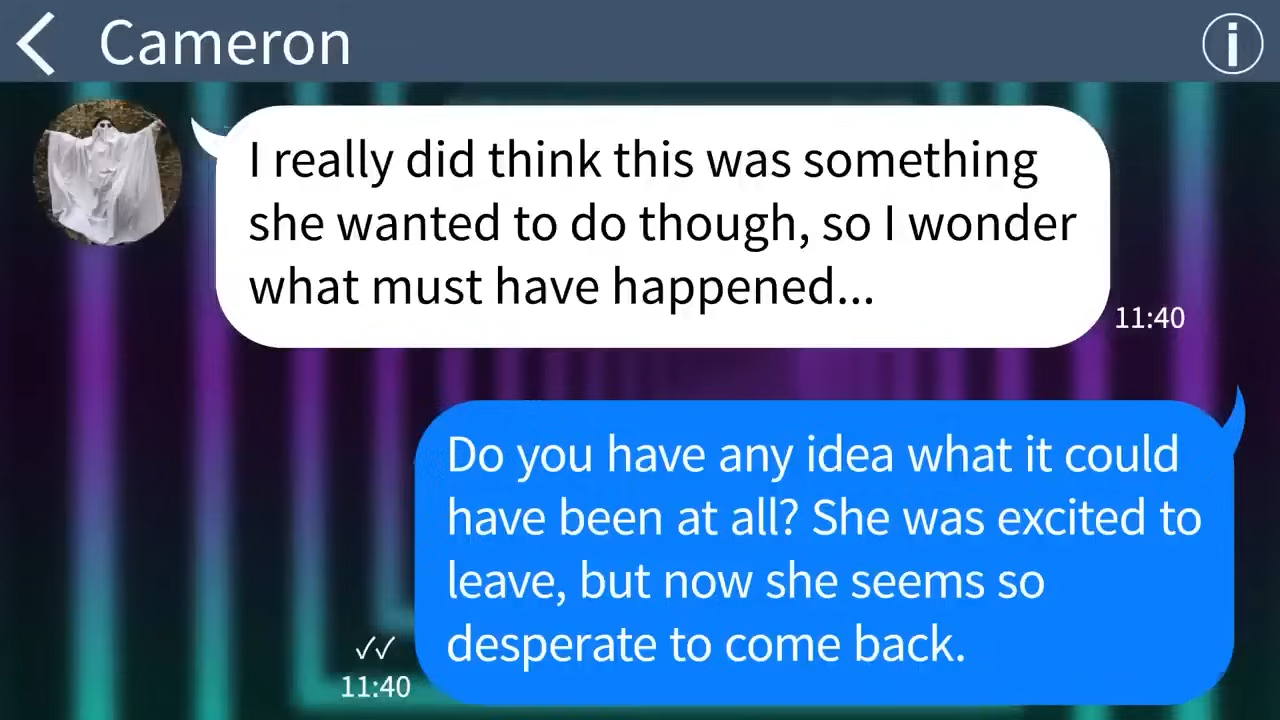 Cameron
i
I really did think this was something
she wanted to do though, so I wonder
what must have happened...
11:40
Do you have any idea what it could
have been at all? She was excited to
leave, but now she seems so
desperate to come back.
11:40